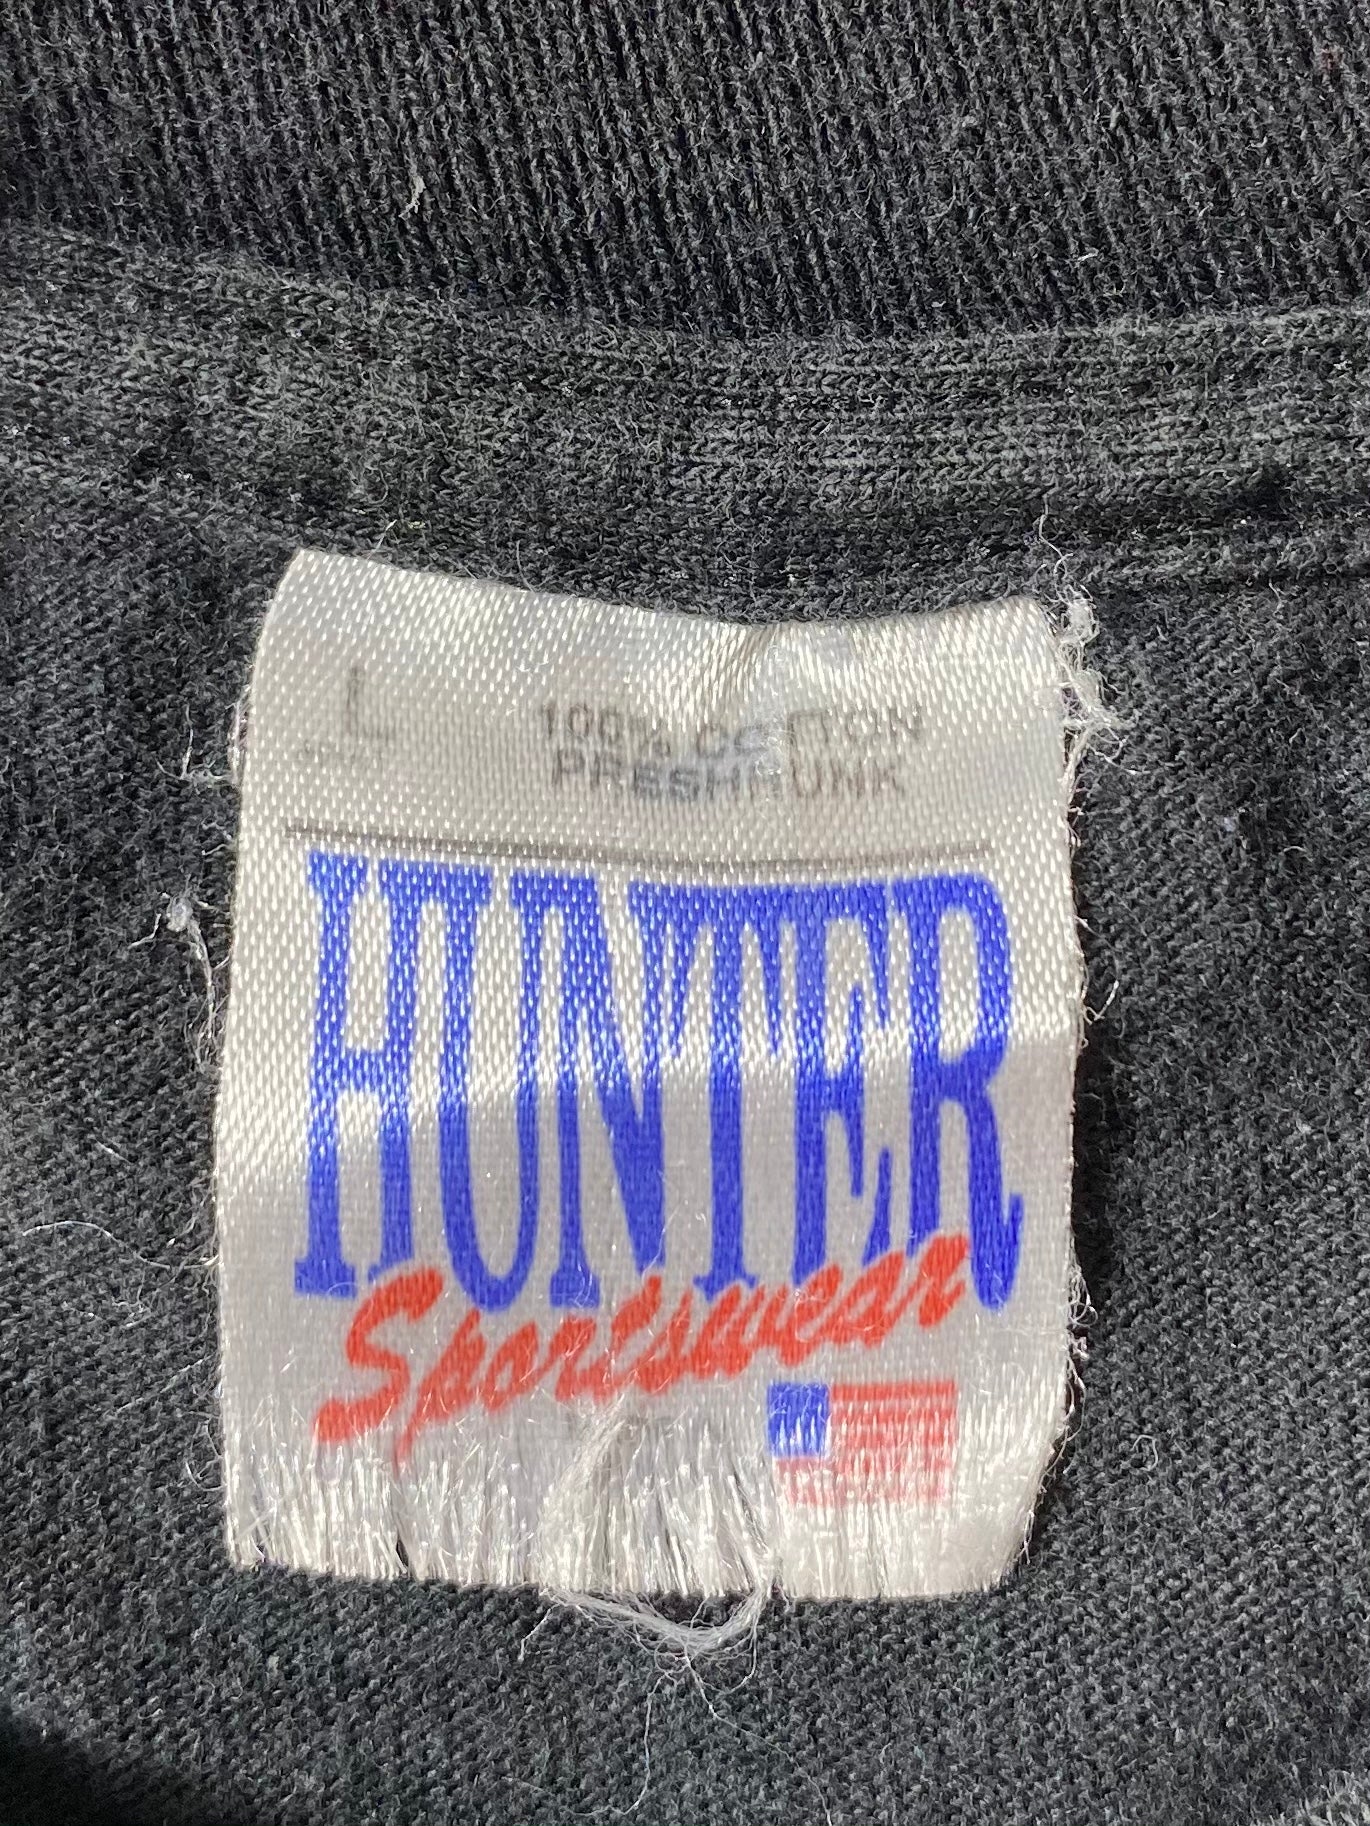 L
100% COTTON
PRESHRUNK
HUNTER
Sportswear